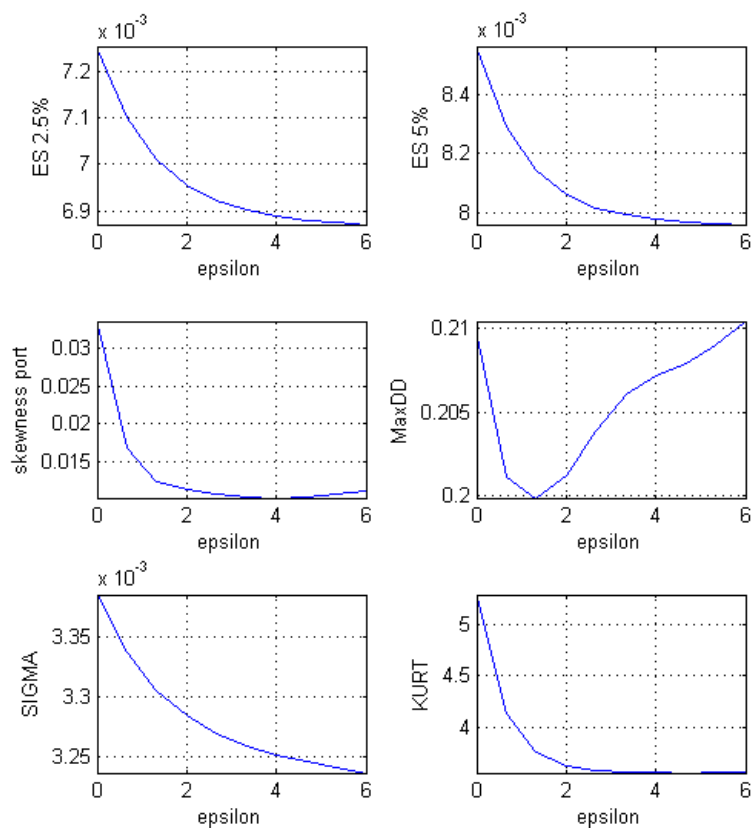 x 10-3
7.2
7.1
7
6.9
ES 2.5%
0 2 4 6
epsilon
x 10-3
8.4
8.2
8
ES 5%
0 2 4 6
epsilon
0.03
0.025
0.02
0.015
skewness port
0 2 4 6
epsilon
0.21
0.205
0.2
MaxDD
0 2 4 6
epsilon
x 10-3
3.35
3.3
3.25
SIGMA
0 2 4 6
epsilon
5
4.5
4
KURT
0 2 4 6
epsilon